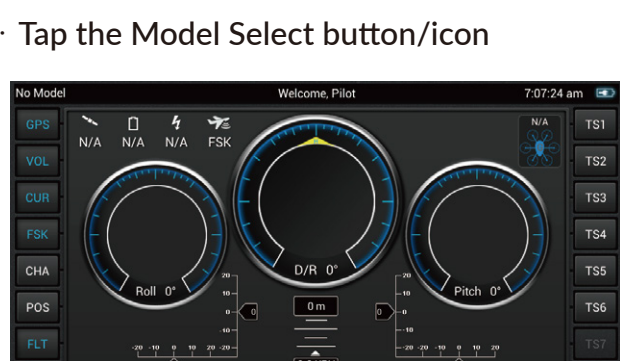 · Tap the Model Select button/icon
No Model Welcome, Pilot 7:07:24 am
GPS N/A N/A N/A FSK N/A TS1
VOL TS2
CUR TS3
FSK TS4
CHA Roll 0° D/R 0° Pitch 0° TS5
POS 20 10 0 0 m 0 20 10 TS6
FLT -10 -10 TS7
-20 -10 0 10 20 -20 -20 -20 -10 0 10 20